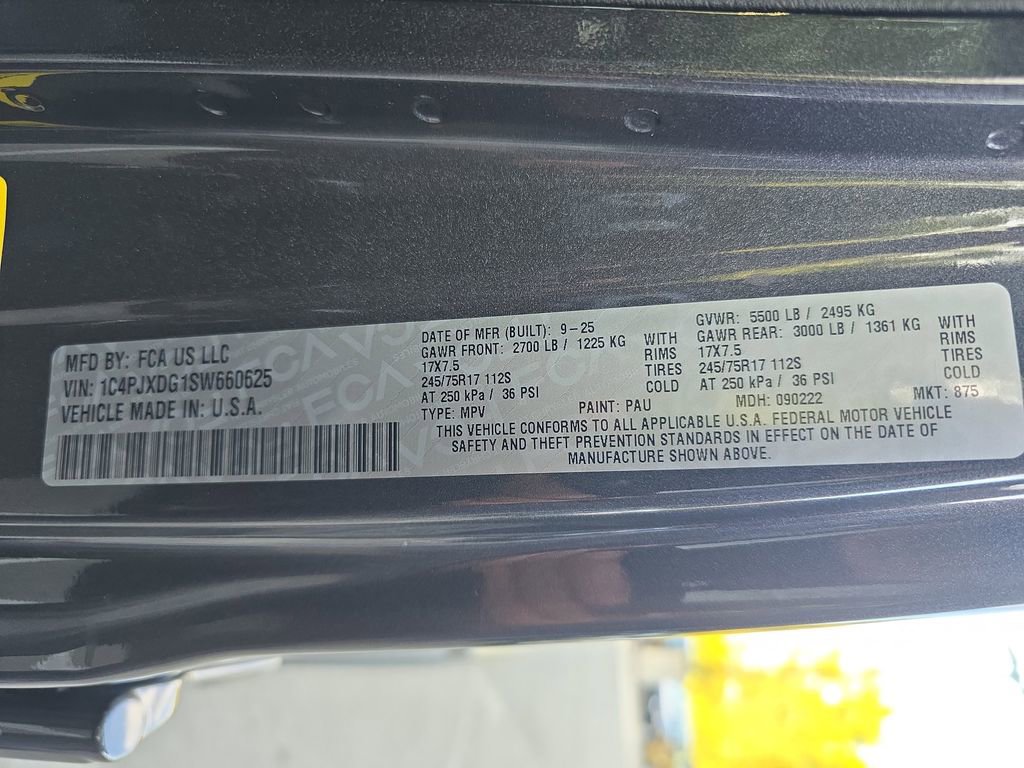 MFD BY: FCA US LLC
VIN: 1C4PJXDG1SW660625
VEHICLE MADE IN: U.S.A.
DATE OF MFR (BUILT): 9-25
GAWR FRONT: 2700 LB / 1225 KG WITH
17X7.5 RIMS
245/75R17 112S TIRES
AT 250 kPa / 36 PSI COLD
GVWR: 5500 LB / 2495 KG
GAWR REAR: 3000 LB / 1361 KG WITH
17X7.5 RIMS
245/75R17 112S TIRES
AT 250 kPa / 36 PSI COLD
TYPE: MPV PAINT: PAU MDH: 090222 MKT: 875
THIS VEHICLE CONFORMS TO ALL APPLICABLE U.S.A. FEDERAL MOTOR VEHICLE
SAFETY AND THEFT PREVENTION STANDARDS IN EFFECT ON THE DATE OF
MANUFACTURE SHOWN ABOVE.